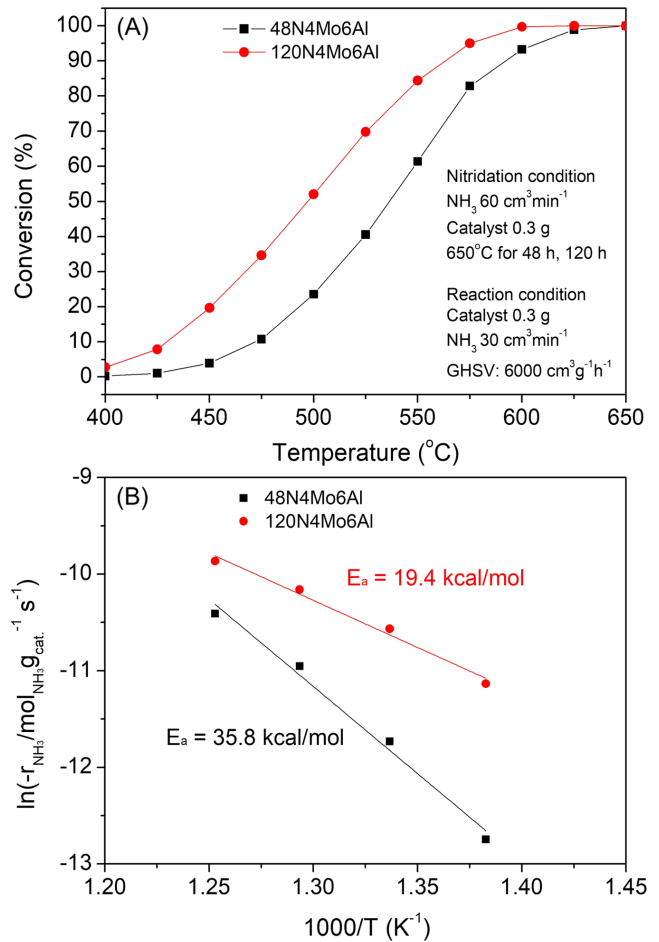 (A)
48N4Mo6Al
120N4Mo6Al
100
90
80
70
60
50
40
30
20
10
0
Conversion (%)
Nitridation condition
NH₃ 60 cm³min⁻¹
Catalyst 0.3 g
650°C for 48 h, 120 h
Reaction condition
Catalyst 0.3 g
NH₃ 30 cm³min⁻¹
GHSV: 6000 cm³g⁻¹h⁻¹
400 450 500 550 600 650
Temperature (°C)
(B)
48N4Mo6Al
120N4Mo6Al
-9
-10
-11
-12
-13
ln(-r_NH₃/mol_NH₃ g_cat.⁻¹ s⁻¹)
Eₐ = 19.4 kcal/mol
Eₐ = 35.8 kcal/mol
1.20 1.25 1.30 1.35 1.40 1.45
1000/T (K⁻¹)